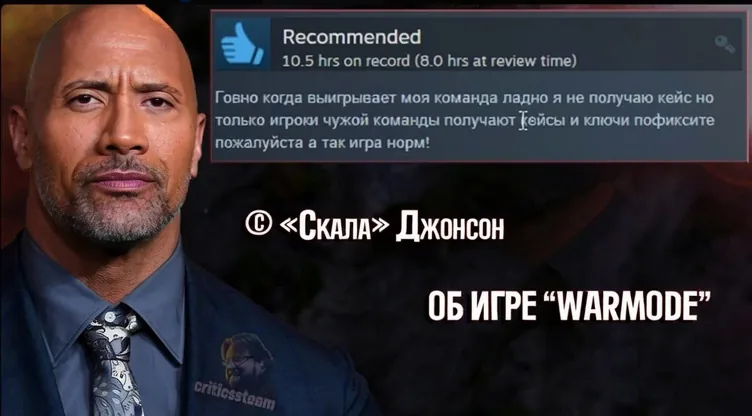 Recommended
10.5 hrs on record (8.0 hrs at review time)
Говно когда выигрывает моя команда ладно я не получаю кейс но
только игроки чужой команды получают кейсы и ключи пофиксите
пожалуйста а так игра норм!
© «Скала» Джонсон
ОБ ИГРЕ “WARMODE”
criticssteam